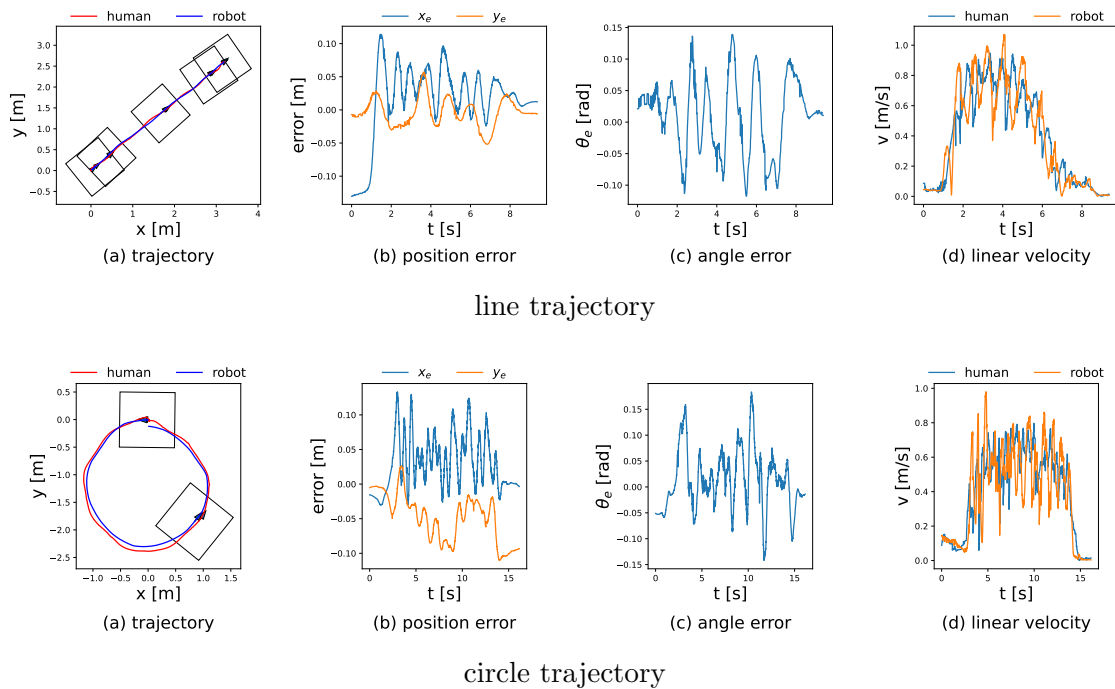 human robot
x_e y_e
human robot
3.0
2.5
2.0
1.5
1.0
0.5
0.0
−0.5
y [m]
0 1 2 3 4
x [m]
(a) trajectory
0.10
0.05
0.00
−0.05
−0.10
error [m]
0 2 4 6 8
t [s]
(b) position error
0.10
0.05
0.00
−0.05
−0.10
θ_e [rad]
0 2 4 6 8
t [s]
(c) angle error
1.0
0.8
0.6
0.4
0.2
0.0
v [m/s]
0 2 4 6 8
t [s]
(d) linear velocity
line trajectory
human robot
x_e y_e
human robot
0.5
0.0
−0.5
−1.0
−1.5
−2.0
−2.5
y [m]
−1.0 −0.5 0.0 0.5 1.0 1.5
x [m]
(a) trajectory
0.10
0.05
0.00
−0.05
−0.10
error [m]
0 5 10 15
t [s]
(b) position error
0.15
0.10
0.05
0.00
−0.05
−0.10
−0.15
θ_e [rad]
0 5 10 15
t [s]
(c) angle error
1.0
0.8
0.6
0.4
0.2
0.0
v [m/s]
0 5 10 15
t [s]
(d) linear velocity
circle trajectory